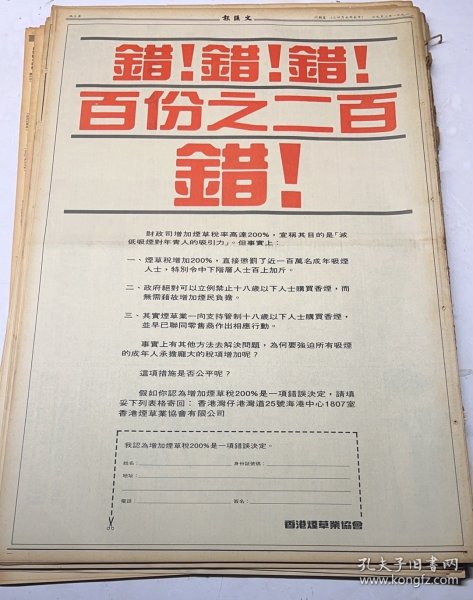 文匯報
錯！錯！錯！
百份之二百
錯！
財政司增加煙草稅率高達200%，宣稱其目的是「減
低吸煙對年青人的吸引力」。但事實上：
一、煙草稅增加200%，直接懲罰了近一百萬名成年吸煙
人士，特別令中下階層人士百上加斤。
二、政府絕對可以立例禁止十八歲以下人士購買香煙，而
無需藉故增加煙民負擔。
三、其實煙草業一向支持管制十八歲以下人士購買香煙，
並早已聯同零售商作出相應行動。
事實上有其他方法去解決問題，為何要強迫所有吸煙
的成年人承擔龐大的稅項增加呢？
這項措施是否公平呢？
假如你認為增加煙草稅200%是一項錯誤決定，請填
妥下列表格寄回：香港灣仔港灣道25號海港中心1807室
香港煙草業協會有限公司
我認為增加煙草稅200%是一項錯誤決定。
姓名：
身份証號碼：
地址：
電話：
簽名：
香港煙草業協會
孔夫子旧书网
www.kongfz.com